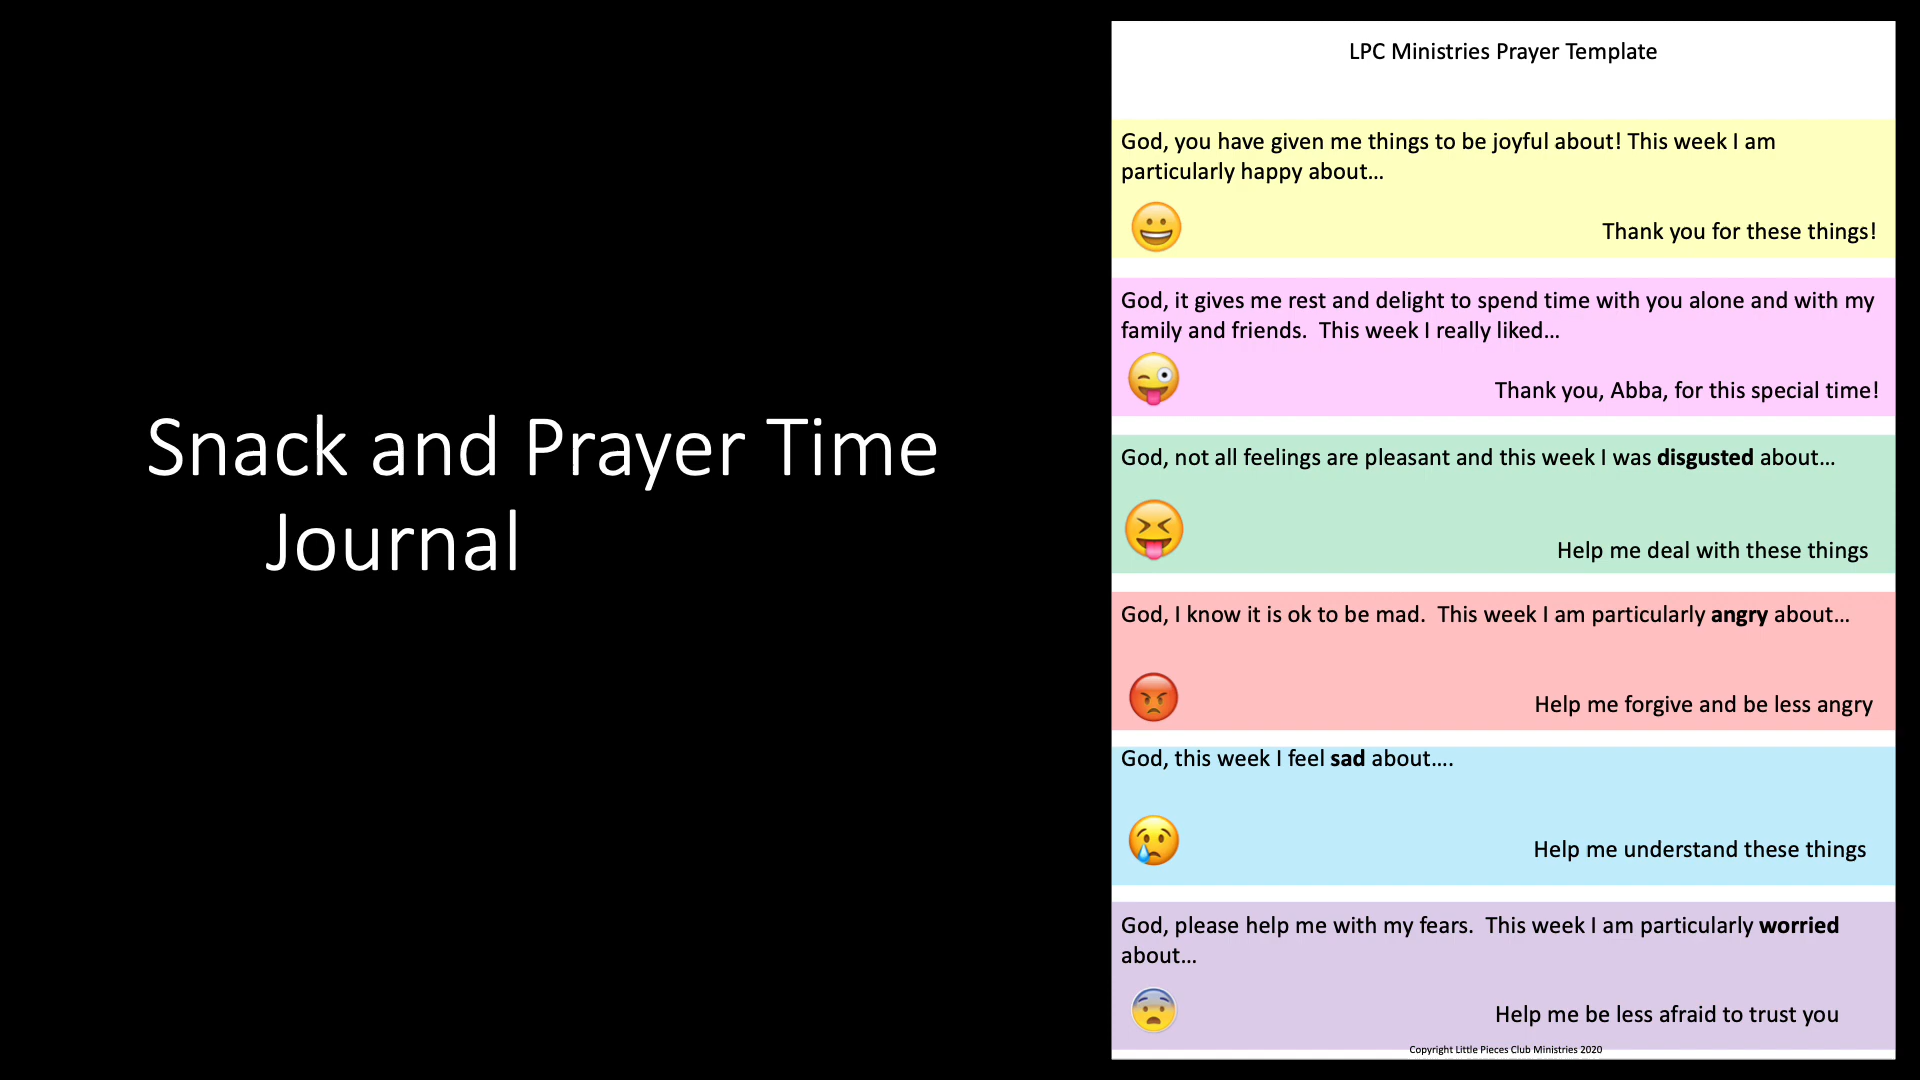 Snack and Prayer Time
Journal
LPC Ministries Prayer Template
God, you have given me things to be joyful about! This week I am
particularly happy about...
Thank you for these things!
God, it gives me rest and delight to spend time with you alone and with my
family and friends.  This week I really liked...
Thank you, Abba, for this special time!
God, not all feelings are pleasant and this week I was disgusted about...
Help me deal with these things
God, I know it is ok to be mad.  This week I am particularly angry about...
Help me forgive and be less angry
God, this week I feel sad about....
Help me understand these things
God, please help me with my fears.  This week I am particularly worried
about...
Help me be less afraid to trust you
Copyright Little Pieces Club Ministries 2020